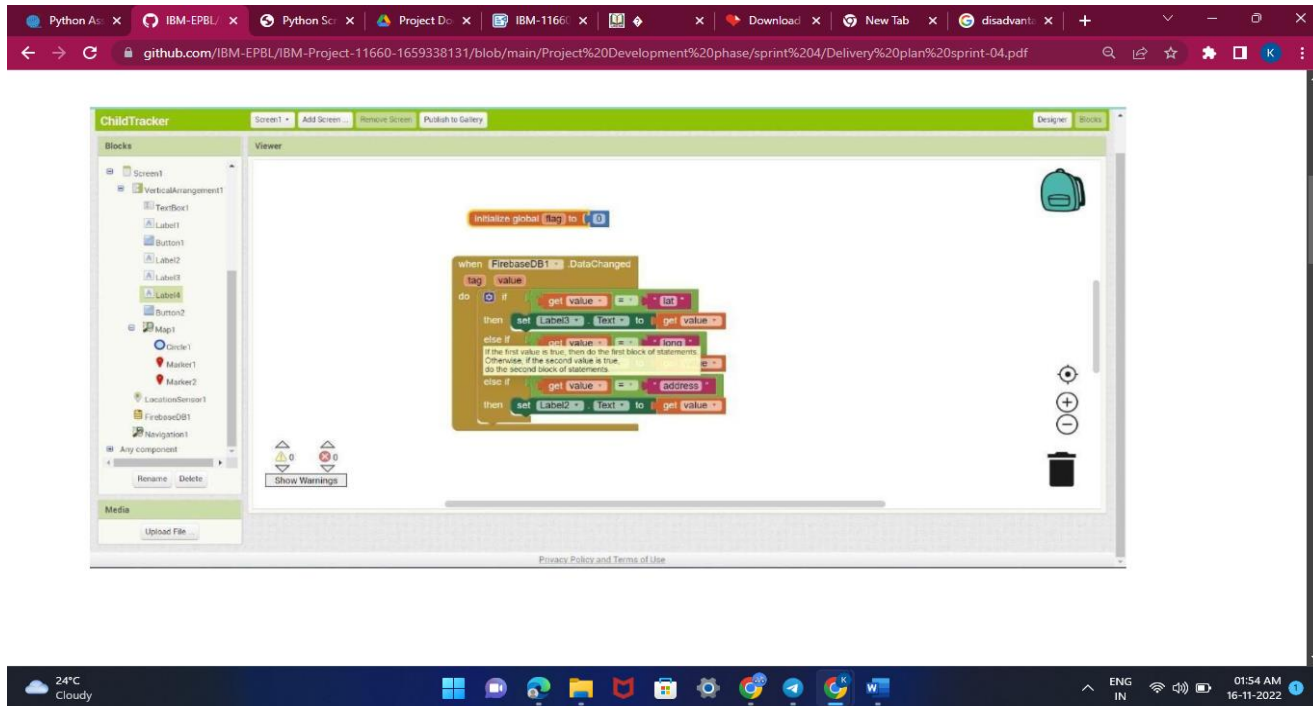 Python As
IBM-EPBL/
Python Scr
Project Do
IBM-1166
Download
New Tab
disadvanta
github.com/IBM-EPBL/IBM-Project-11660-1659338131/blob/main/Project%20Development%20phase/sprint%204/Delivery%20plan%20sprint-04.pdf
K
ChildTracker
Screen1
Add Screen ...
Remove Screen
Publish to Gallery
Designer
Blocks
Blocks
Viewer
Screen1
VerticalArrangement1
TextBox1
Label1
Button1
Label2
Label3
Label4
Button2
Map1
Circle1
Marker1
Marker2
LocationSensor1
FirebaseDB1
Navigation1
Any component
Rename Delete
Media
Upload File ...
initialize global flag to 0
when FirebaseDB1 .DataChanged
tag value
do if get value = " lat "
then set Label3 . Text to get value
else if get value = " long "
If the first value is true, then do the first block of statements.
Otherwise, if the second value is true,
do the second block of statements.
else if get value = " address "
then set Label2 . Text to get value
0 0
Show Warnings
Privacy Policy and Terms of Use
24°C
Cloudy
ENG
IN
01:54 AM
16-11-2022
1